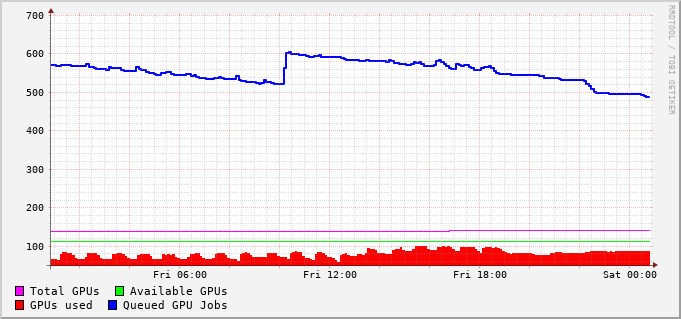 RRDTOOL / TOBI OETIKER
700
600
500
400
300
200
100
Fri 06:00 Fri 12:00 Fri 18:00 Sat 00:00
Total GPUs Available GPUs
GPUs used Queued GPU Jobs